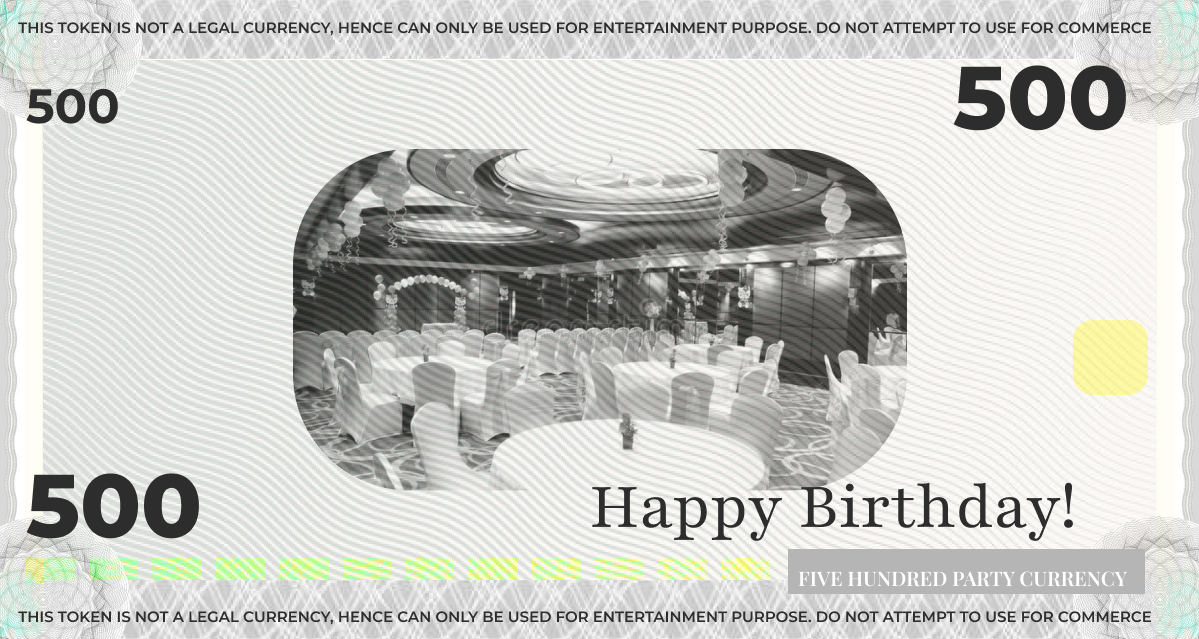 THIS TOKEN IS NOT A LEGAL CURRENCY, HENCE CAN ONLY BE USED FOR ENTERTAINMENT PURPOSE. DO NOT ATTEMPT TO USE FOR COMMERCE
500
500
500
Happy Birthday!
FIVE HUNDRED PARTY CURRENCY
THIS TOKEN IS NOT A LEGAL CURRENCY, HENCE CAN ONLY BE USED FOR ENTERTAINMENT PURPOSE. DO NOT ATTEMPT TO USE FOR COMMERCE